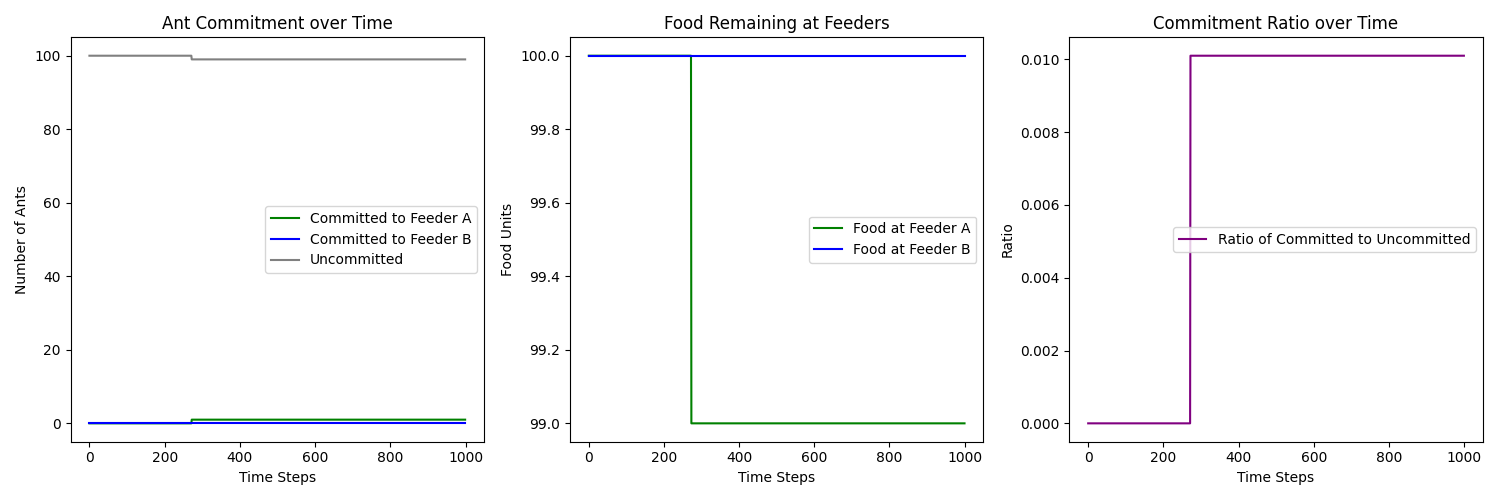 Ant Commitment over Time
100
80
60
40
20
0
Number of Ants
Committed to Feeder A
Committed to Feeder B
Uncommitted
0 200 400 600 800 1000
Time Steps
Food Remaining at Feeders
100.0
99.8
99.6
99.4
99.2
99.0
Food Units
Food at Feeder A
Food at Feeder B
0 200 400 600 800 1000
Time Steps
Commitment Ratio over Time
0.010
0.008
0.006
0.004
0.002
0.000
Ratio
Ratio of Committed to Uncommitted
0 200 400 600 800 1000
Time Steps